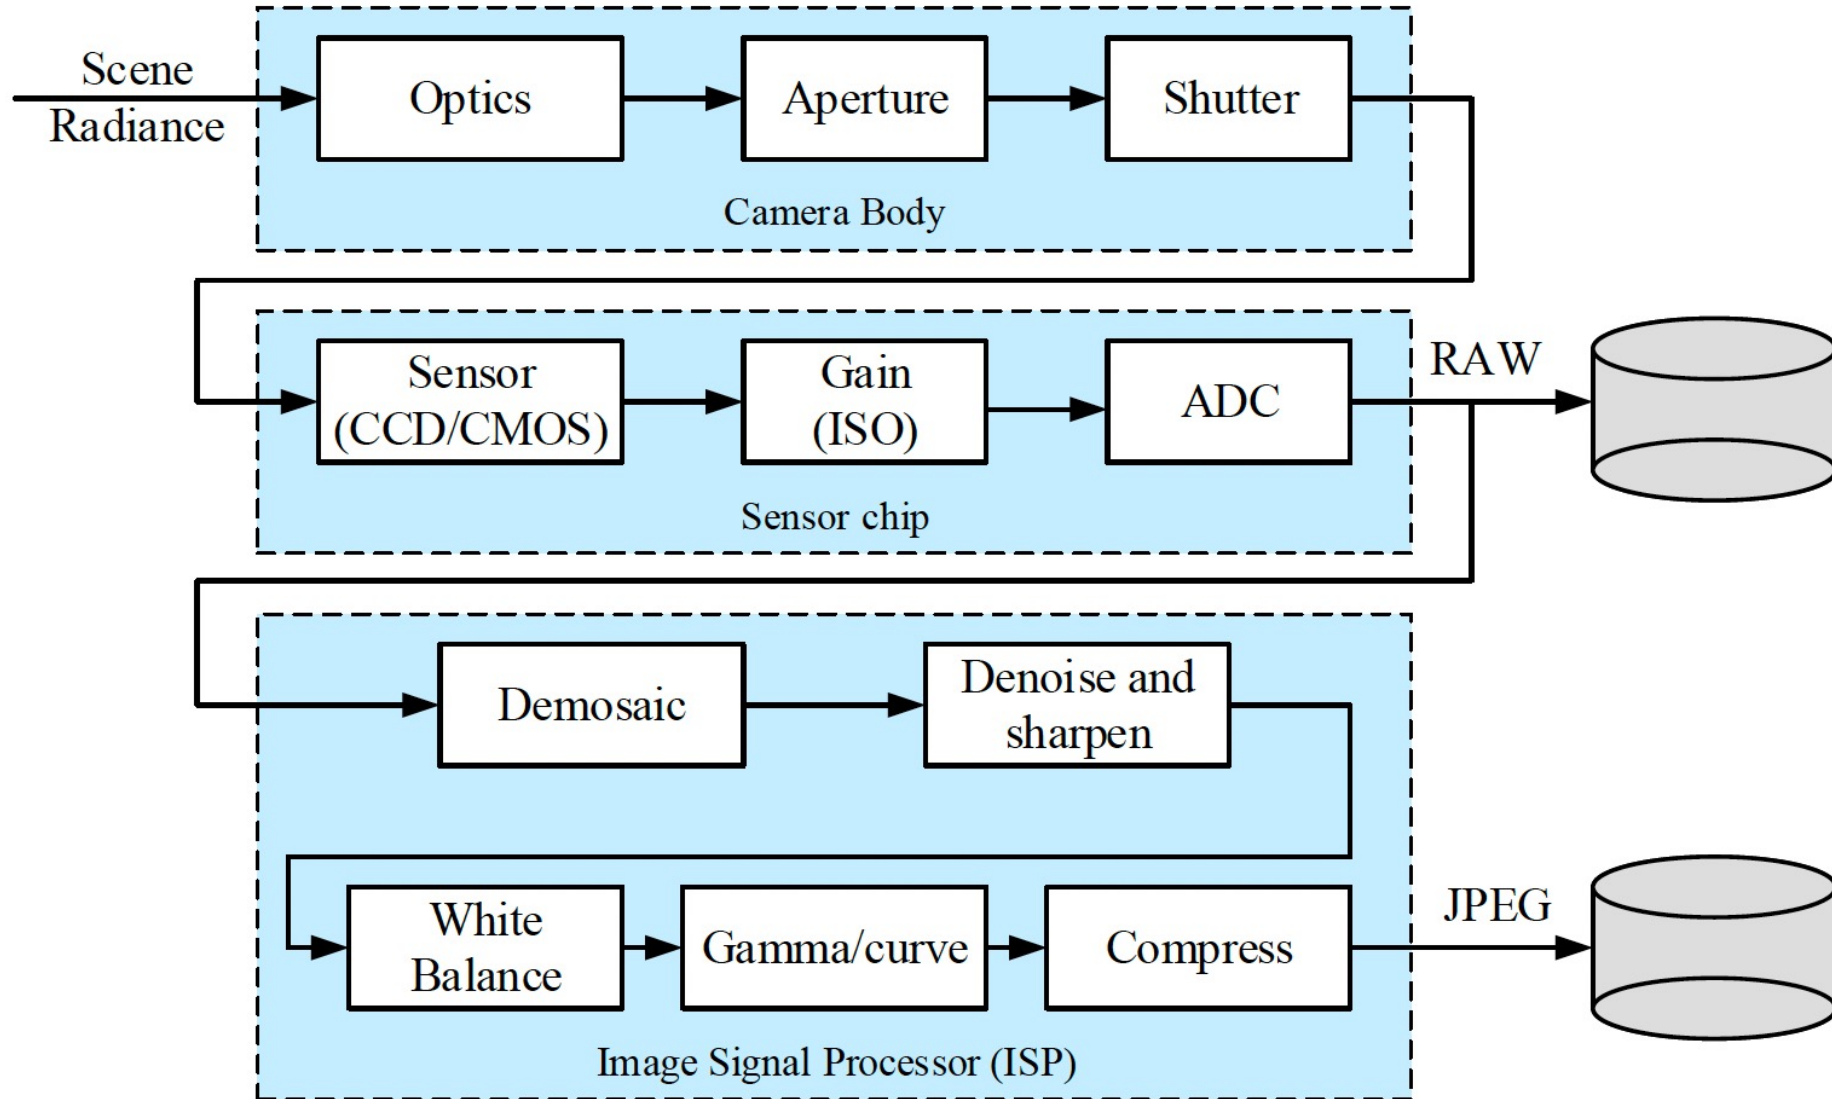 Scene
Radiance
Optics
Aperture
Shutter
Camera Body
Sensor
(CCD/CMOS)
Gain
(ISO)
ADC
RAW
Sensor chip
Demosaic
Denoise and
sharpen
White
Balance
Gamma/curve
Compress
JPEG
Image Signal Processor (ISP)